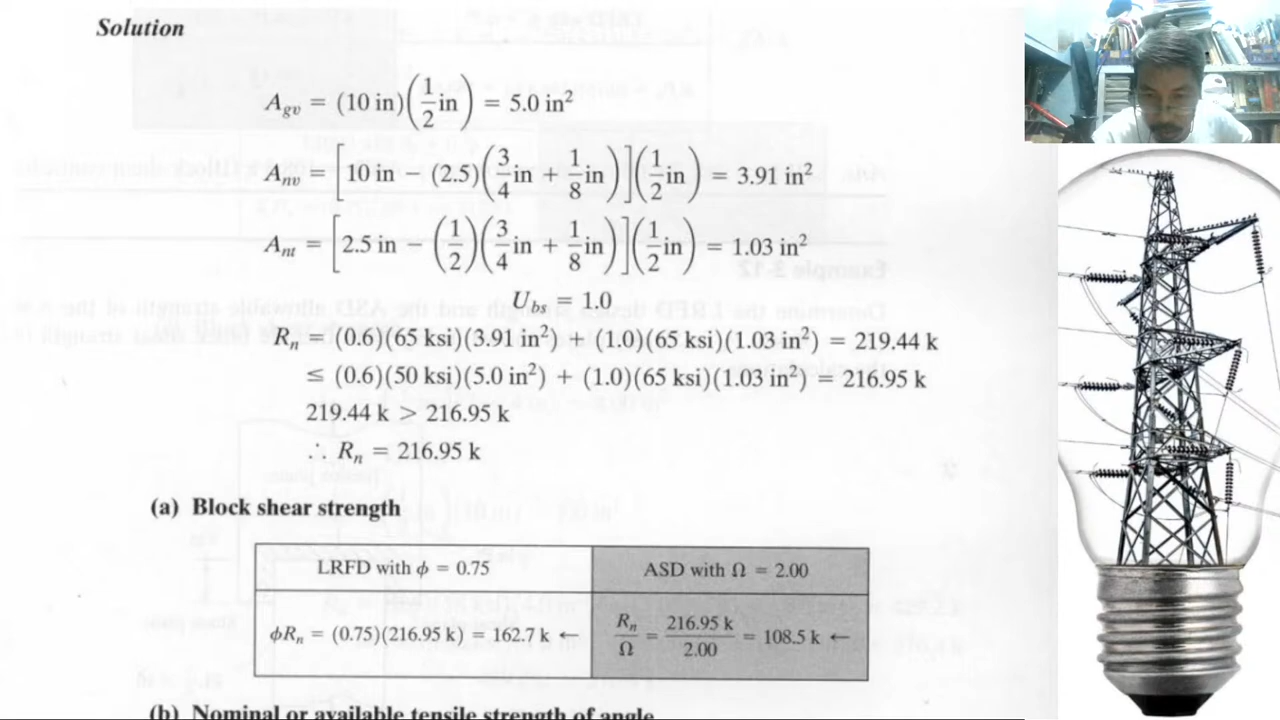 Solution
A_gv = (10 in)(1/2 in) = 5.0 in²
A_nv = [10 in − (2.5)(3/4 in + 1/8 in)](1/2 in) = 3.91 in²
A_nt = [2.5 in − (1/2)(3/4 in + 1/8 in)](1/2 in) = 1.03 in²
U_bs = 1.0
R_n = (0.6)(65 ksi)(3.91 in²) + (1.0)(65 ksi)(1.03 in²) = 219.44 k
≤ (0.6)(50 ksi)(5.0 in²) + (1.0)(65 ksi)(1.03 in²) = 216.95 k
219.44 k > 216.95 k
∴ R_n = 216.95 k
(a) Block shear strength
LRFD with ϕ = 0.75
ASD with Ω = 2.00
ϕR_n = (0.75)(216.95 k) = 162.7 k ←
R_n/Ω = 216.95 k/2.00 = 108.5 k ←
(b) Nominal or available tensile strength of angle